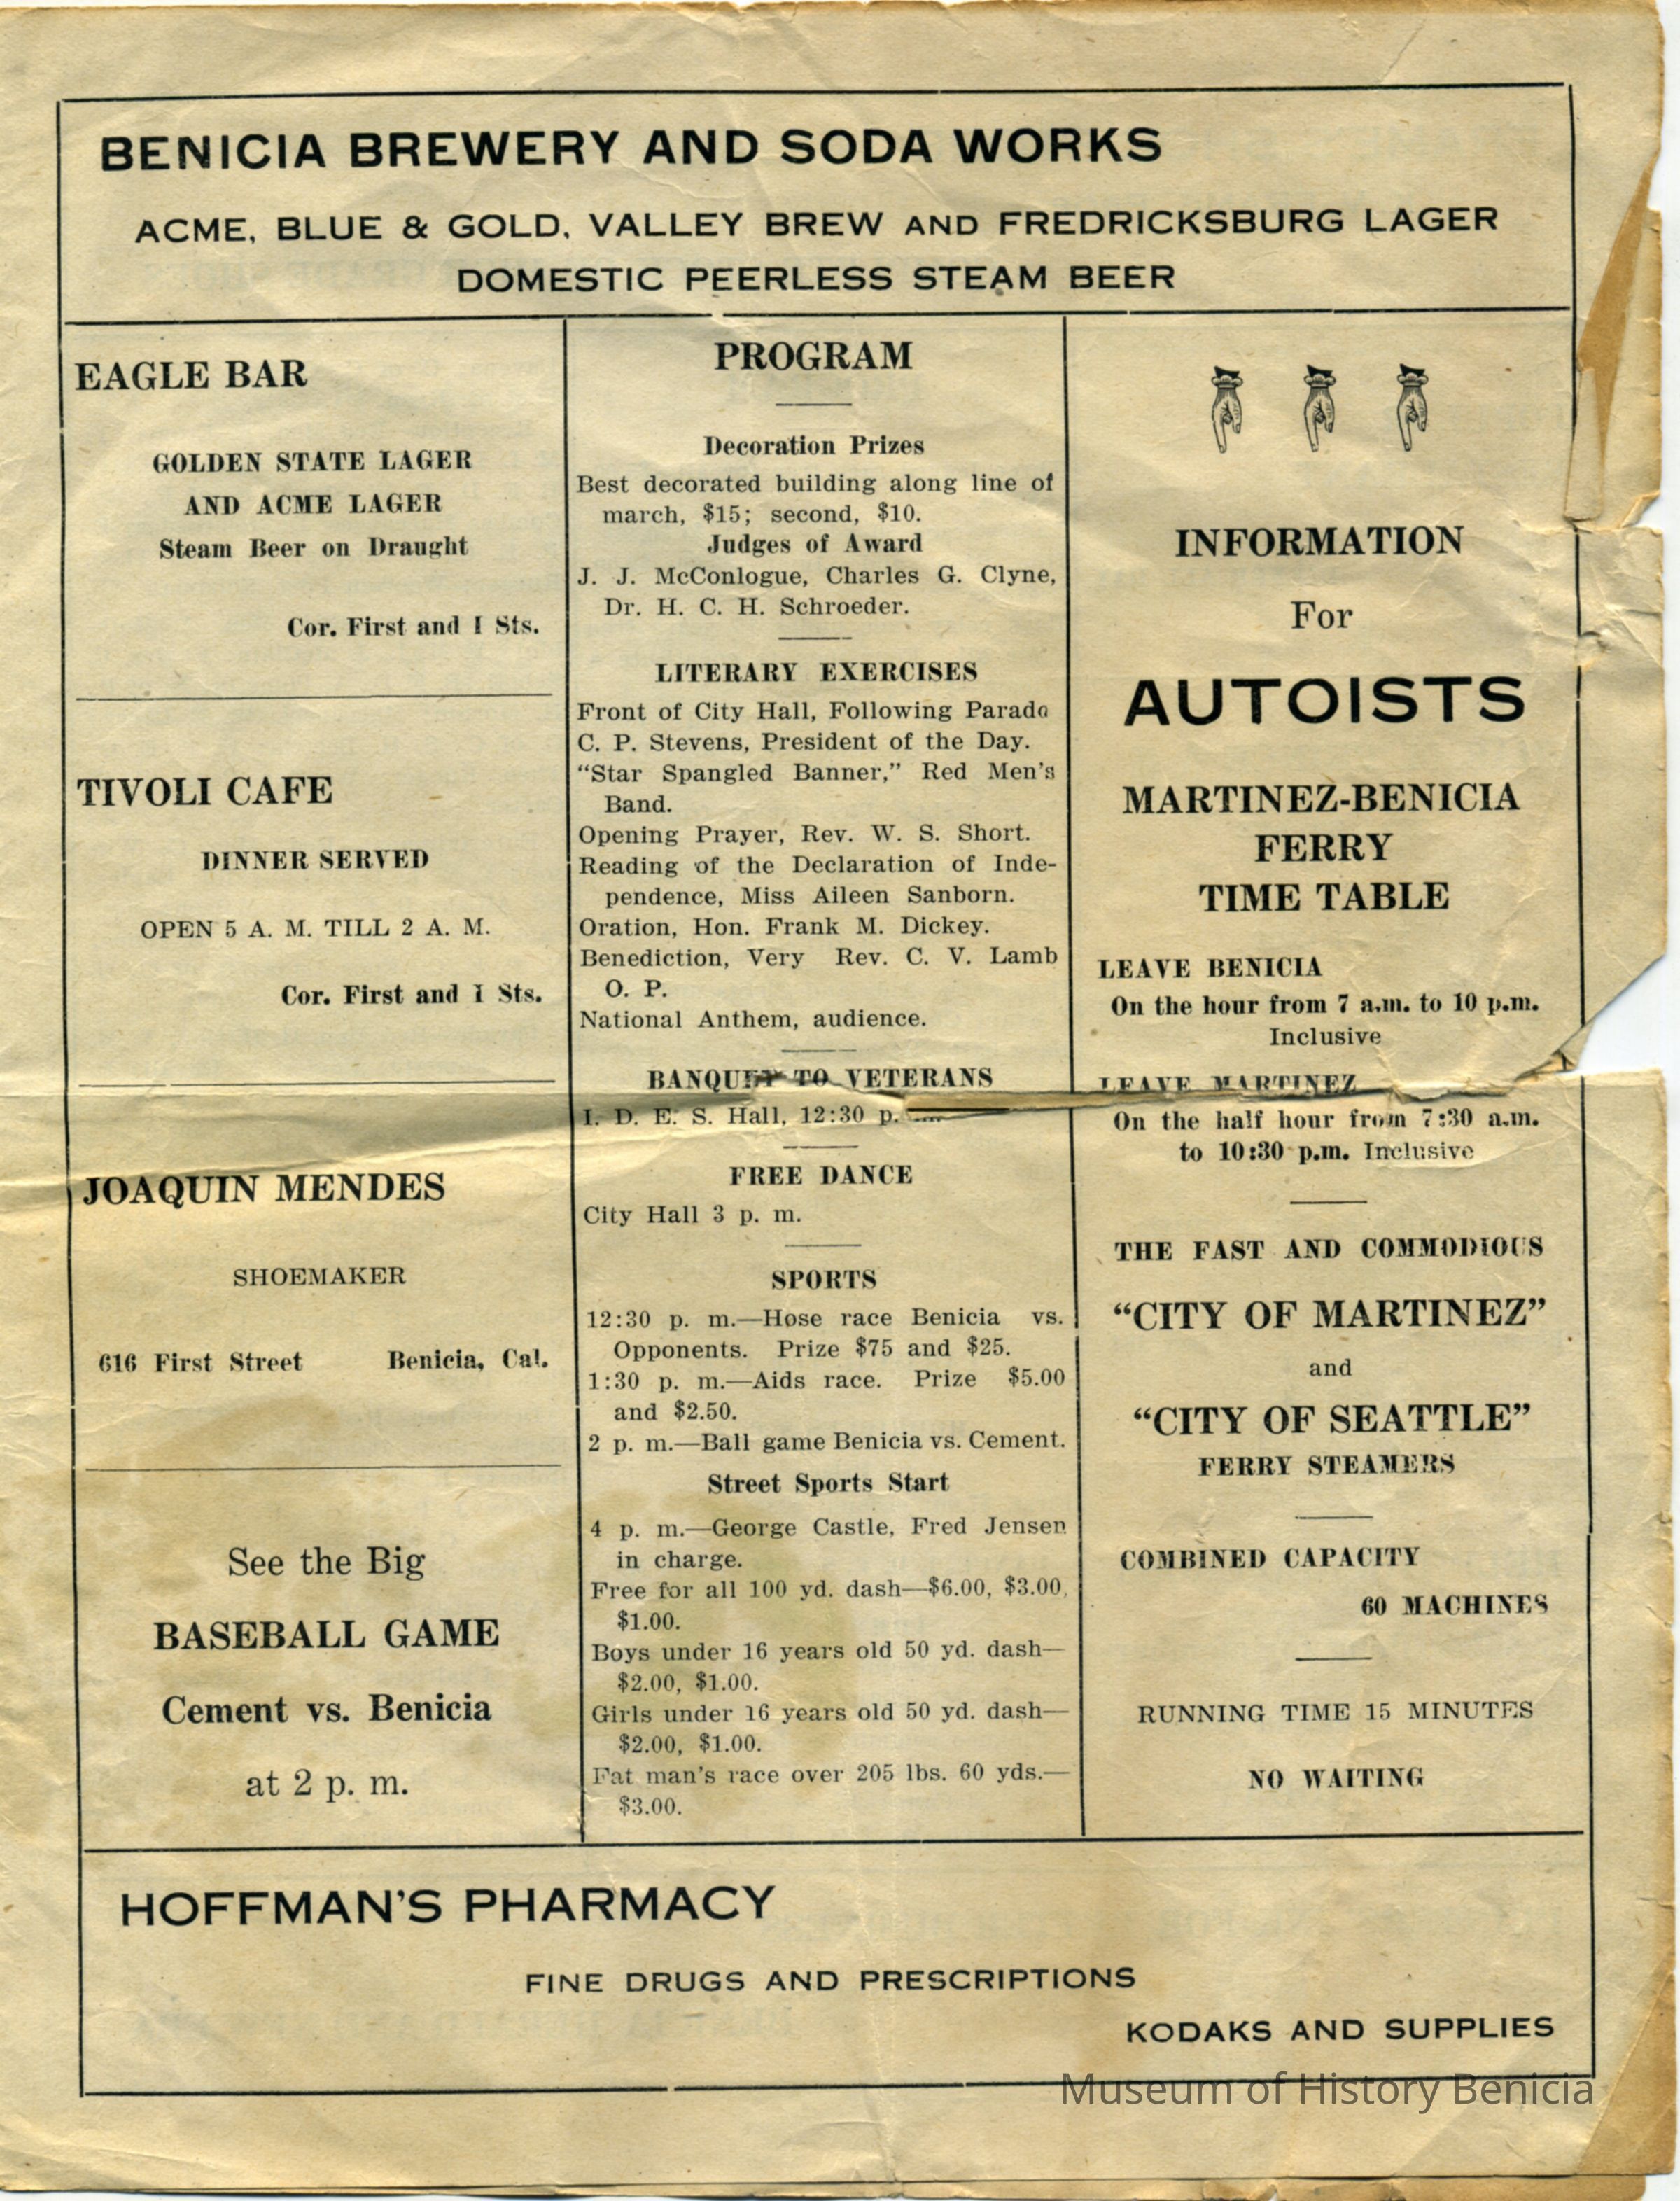 BENICIA BREWERY AND SODA WORKS
ACME, BLUE & GOLD, VALLEY BREW AND FREDRICKSBURG LAGER
DOMESTIC PEERLESS STEAM BEER
EAGLE BAR
GOLDEN STATE LAGER
AND ACME LAGER
Steam Beer on Draught
Cor. First and I Sts.
TIVOLI CAFE
DINNER SERVED
OPEN 5 A. M. TILL 2 A. M.
Cor. First and I Sts.
JOAQUIN MENDES
SHOEMAKER
616 First Street Benicia, Cal.
See the Big
BASEBALL GAME
Cement vs. Benicia
at 2 p. m.
PROGRAM
Decoration Prizes
Best decorated building along line of
march, $15; second, $10.
Judges of Award
J. J. McConlogue, Charles G. Clyne,
Dr. H. C. H. Schroeder.
LITERARY EXERCISES
Front of City Hall, Following Parade
C. P. Stevens, President of the Day.
“Star Spangled Banner,” Red Men’s
Band.
Opening Prayer, Rev. W. S. Short.
Reading of the Declaration of Inde-
pendence, Miss Aileen Sanborn.
Oration, Hon. Frank M. Dickey.
Benediction, Very Rev. C. V. Lamb
O. P.
National Anthem, audience.
BANQUET TO VETERANS
I. D. E. S. Hall, 12:30 p.
FREE DANCE
City Hall 3 p. m.
SPORTS
12:30 p. m.—Hose race Benicia vs.
Opponents. Prize $75 and $25.
1:30 p. m.—Aids race. Prize $5.00
and $2.50.
2 p. m.—Ball game Benicia vs. Cement.
Street Sports Start
4 p. m.—George Castle, Fred Jensen
in charge.
Free for all 100 yd. dash—$6.00, $3.00,
$1.00.
Boys under 16 years old 50 yd. dash—
$2.00, $1.00.
Girls under 16 years old 50 yd. dash—
$2.00, $1.00.
Fat man’s race over 205 lbs. 60 yds.—
$3.00.
INFORMATION
For
AUTOISTS
MARTINEZ-BENICIA
FERRY
TIME TABLE
LEAVE BENICIA
On the hour from 7 a.m. to 10 p.m.
Inclusive
LEAVE MARTINEZ
On the half hour from 7:30 a.m.
to 10:30 p.m. Inclusive
THE FAST AND COMMODIOUS
“CITY OF MARTINEZ”
and
“CITY OF SEATTLE”
FERRY STEAMERS
COMBINED CAPACITY
60 MACHINES
RUNNING TIME 15 MINUTES
NO WAITING
HOFFMAN’S PHARMACY
FINE DRUGS AND PRESCRIPTIONS
KODAKS AND SUPPLIES
Museum of History Benicia